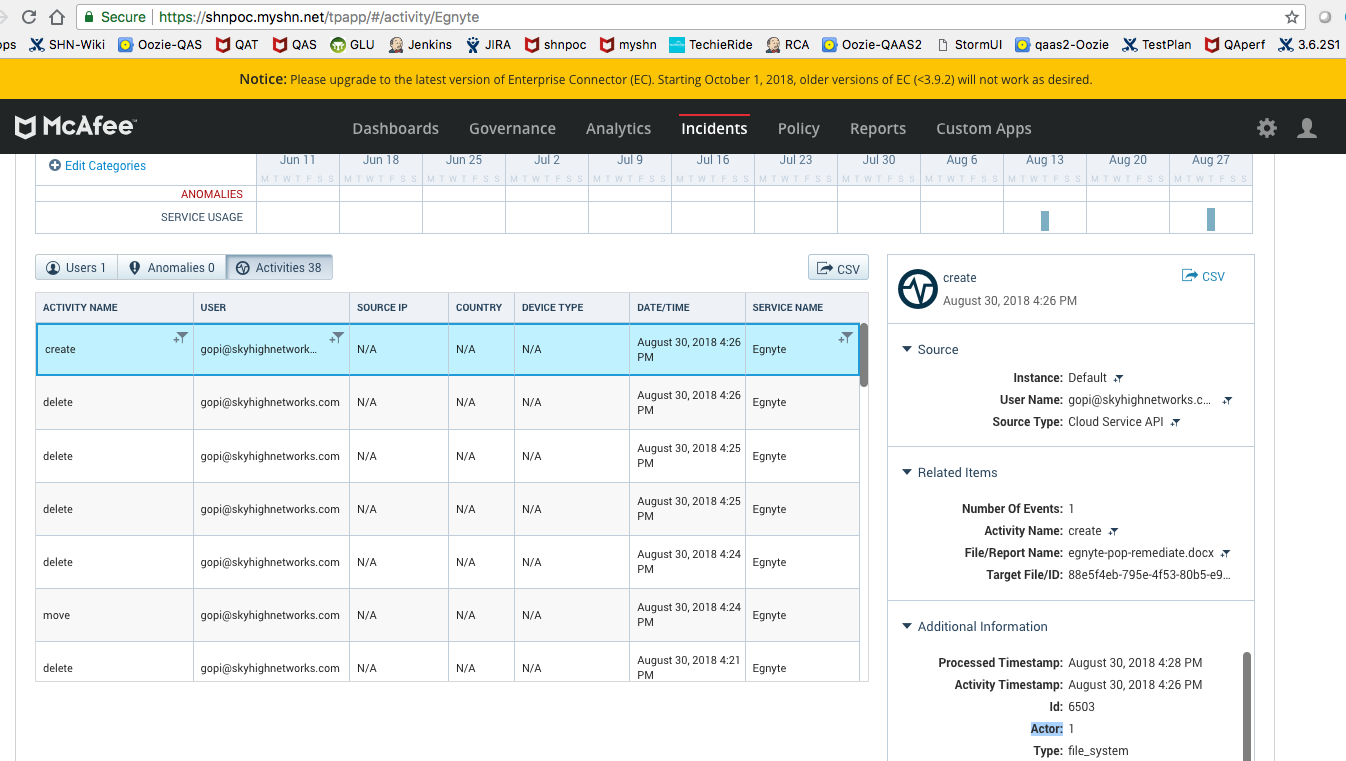 Secure https://shnpoc.myshn.net/tpapp/#/activity/Egnyte
ops SHN-Wiki Oozie-QAS QAT QAS GLU Jenkins JIRA shnpoc myshn TechieRide RCA Oozie-QAAS2 StormUI qaas2-Oozie TestPlan QAperf 3.6.2S1
Notice: Please upgrade to the latest version of Enterprise Connector (EC). Starting October 1, 2018, older versions of EC (<3.9.2) will not work as desired.
McAfee™ Dashboards Governance Analytics Incidents Policy Reports Custom Apps
Edit Categories Jun 11 Jun 18 Jun 25 Jul 2 Jul 9 Jul 16 Jul 23 Jul 30 Aug 6 Aug 13 Aug 20 Aug 27
M T W T F S S M T W T F S S M T W T F S S M T W T F S S M T W T F S S M T W T F S S M T W T F S S M T W T F S S M T W T F S S M T W T F S S M T W T F S S M T W T F S S
ANOMALIES
SERVICE USAGE
Users 1 Anomalies 0 Activities 38 CSV
ACTIVITY NAME USER SOURCE IP COUNTRY DEVICE TYPE DATE/TIME SERVICE NAME
create gopi@skyhighnetwork... N/A N/A N/A August 30, 2018 4:26 PM Egnyte
delete gopi@skyhighnetworks.com N/A N/A N/A August 30, 2018 4:26 PM Egnyte
delete gopi@skyhighnetworks.com N/A N/A N/A August 30, 2018 4:25 PM Egnyte
delete gopi@skyhighnetworks.com N/A N/A N/A August 30, 2018 4:25 PM Egnyte
delete gopi@skyhighnetworks.com N/A N/A N/A August 30, 2018 4:24 PM Egnyte
move gopi@skyhighnetworks.com N/A N/A N/A August 30, 2018 4:24 PM Egnyte
delete gopi@skyhighnetworks.com N/A N/A N/A August 30, 2018 4:21 PM Egnyte
create CSV
August 30, 2018 4:26 PM
Source
Instance: Default
User Name: gopi@skyhighnetworks.c...
Source Type: Cloud Service API
Related Items
Number Of Events: 1
Activity Name: create
File/Report Name: egnyte-pop-remediate.docx
Target File/ID: 88e5f4eb-795e-4f53-80b5-e9...
Additional Information
Processed Timestamp: August 30, 2018 4:28 PM
Activity Timestamp: August 30, 2018 4:26 PM
Id: 6503
Actor: 1
Type: file_system